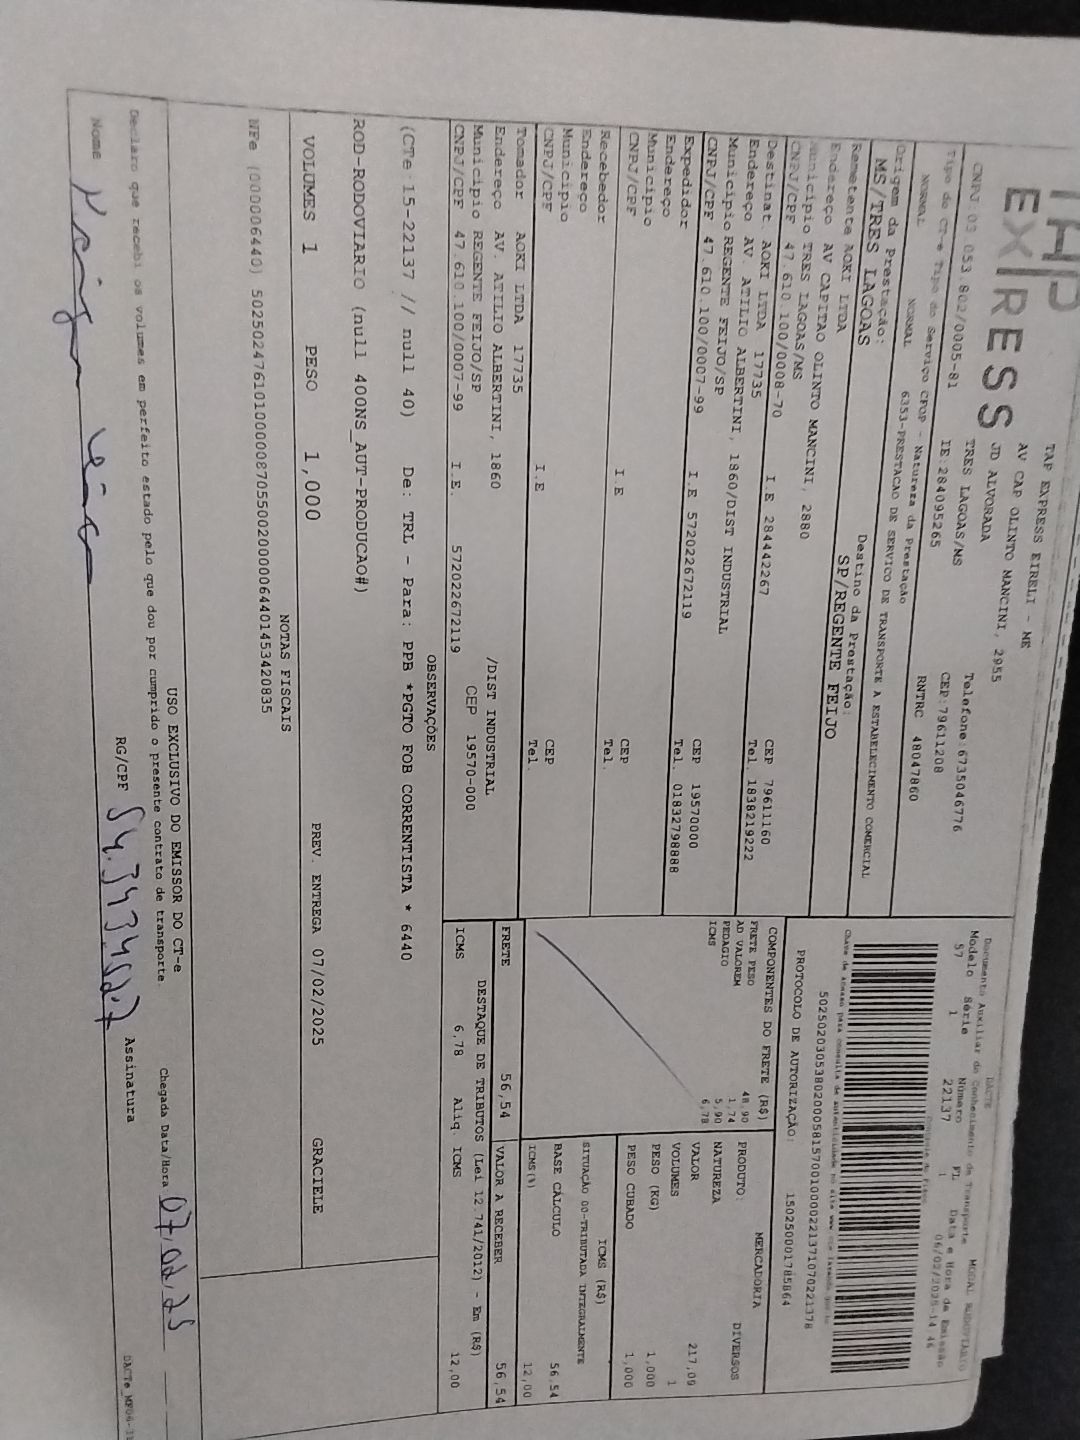 TAP
EX|RESS
TAP EXPRESS EIRELI - ME
AV CAP OLINTO MANCINI, 2955
JD ALVORADA
TRES LAGOAS/MS
Telefone: 6735046776
CNPJ: 03.053.802/0005-81
IE: 284095265
CEP: 79611208
Tipo do CT-e Tipo do Serviço CFOP - Natureza da Prestação
RNTRC 48047860
NORMAL NORMAL 6353-PRESTACAO DE SERVICO DE TRANSPORTE A ESTABELECIMENTO COMERCIAL
Origem da Prestação:
Destino da Prestação:
MS/TRES LAGOAS
SP/REGENTE FEIJO
DACTE
Documento Auxiliar do Conhecimento de Transporte
MODAL RODOVIARIO
Modelo Série Número FL Data e Hora de Emissão
57 1 22137 1 06/02/2025-14 46
Controle do Fisco
Chave de acesso para consulta de autenticidade no site
50250203053802000581570010000221371070221378
PROTOCOLO DE AUTORIZAÇÃO: 150250001785864
Remetente AOKI LTDA
Endereço AV CAPITAO OLINTO MANCINI, 2880
Município TRES LAGOAS/MS
CEP 79611160
CNPJ/CPF 47.610.100/0008-70 I.E 284442267
Tel. 1838219222
Destinat. AOKI LTDA 17735
Endereço AV. ATILIO ALBERTINI, 1860/DIST INDUSTRIAL
Município REGENTE FEIJO/SP
CEP 19570000
CNPJ/CPF 47.610.100/0007-99 I.E 572022672119
Tel. 01832798888
Expedidor
Endereço
Município
CEP
CNPJ/CPF I.E
Tel.
Recebedor
Endereço
Município
CEP
CNPJ/CPF I.E
Tel.
Tomador AOKI LTDA 17735
Endereço AV. ATILIO ALBERTINI, 1860 /DIST INDUSTRIAL
Município REGENTE FEIJO/SP CEP 19570-000
CNPJ/CPF 47.610.100/0007-99 I.E. 572022672119
COMPONENTES DO FRETE (R$)
FRETE PESO 48,90
AD VALOREM 1,74
PEDAGIO 5,90
ICMS 6,78
MERCADORIA
PRODUTO: DIVERSOS
NATUREZA
VALOR 217,09
VOLUMES 1
PESO (KG) 1,000
PESO CUBADO 1,000
ICMS (R$)
SITUAÇÃO 00-TRIBUTADA INTEGRALMENTE
BASE CÁLCULO 56,54
ICMS(%) 12,00
FRETE 56,54 VALOR A RECEBER 56,54
DESTAQUE DE TRIBUTOS (Lei 12.741/2012) - Em (R$)
ICMS 6,78 Aliq. ICMS 12,00
OBSERVAÇÕES
(CTe 15-22137 // null 40) De: TRL - Para: PPB *PGTO FOB CORRENTISTA * 6440
ROD-RODOVIARIO (null 400NS_AUT-PRODUCAO#)
VOLUMES 1 PESO 1,000 PREV. ENTREGA 07/02/2025 GRACIELE
NOTAS FISCAIS
NFe (000006440) 50250247610100000870550020000064401453420835
USO EXCLUSIVO DO EMISSOR DO CT-e
Declaro que recebi os volumes em perfeito estado pelo que dou por cumprido o presente contrato de transporte.
Chegada Data/Hora 07.02.25
Nome
RG/CPF
Assinatura